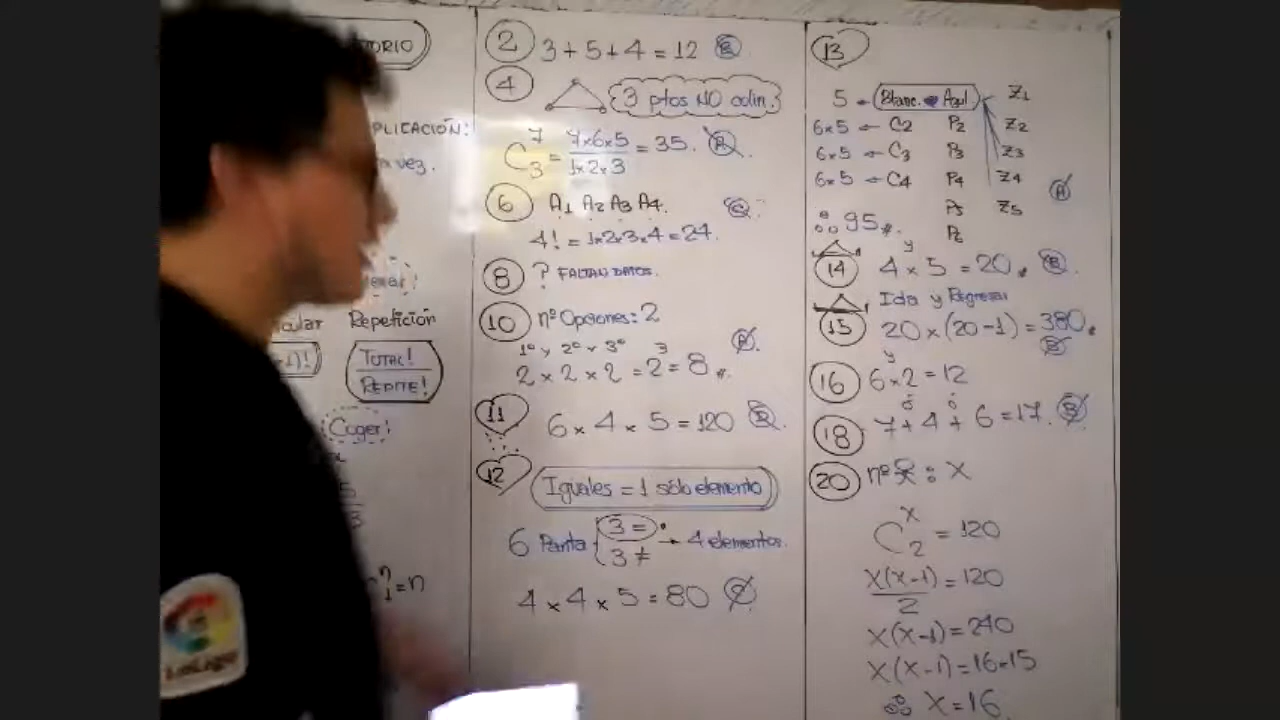 ORIO
PLICACIÓN:
vez.
cular Repetición
)!
TOTAL!
REPITE!
Coger!
=n
2 3+5+4=12 B
4 3 ptos NO colin.
C 7 3 = 7x6x5 / 1x2x3 = 35. A
6 A1 A2 A3 A4. C
4! = 1x2x3x4=24.
8 ? FALTAN DATOS.
10 nº Opciones: 2
1º y 2º y 3º
2 x 2 x 2 = 2³ = 8 A
11 6 x 4 x 5 = 120
12 Iguales = 1 sólo elemento
6 Panta { 3 = 3 ≠ → 4 elementos.
4 x 4 x 5 = 80 C
13
5 ← Blanc. Azul Z1
6x5 ← C2 P2 Z2
6x5 ← C3 P3 Z3
6x5 ← C4 P4 Z4 A
P5 Z5
∴ 95 P6
14 4 y x 5 = 20 B
Ida y Regresar
15 20 x (20-1) = 380
16 6 y x 2 = 12
18 7 ó + 4 ó + 6 = 17. B
20 nº : X
C X 2 = 120
X(X-1) / 2 = 120
X(X-1) = 240
X(X-1) = 16·15
∴ X = 16